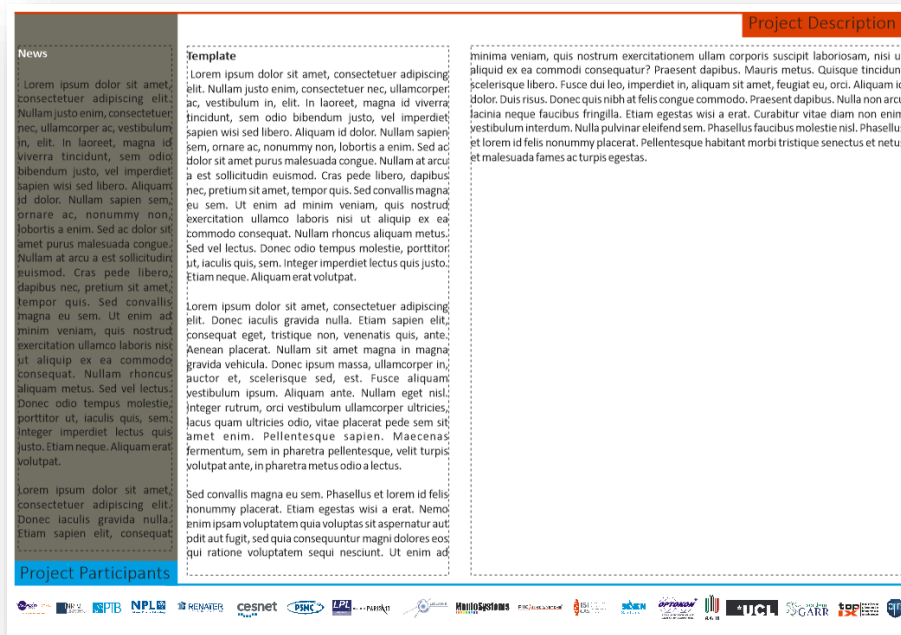 Project Description
News
Lorem ipsum dolor sit amet,
consectetuer adipiscing elit.
Nullam justo enim, consectetuer
nec, ullamcorper ac, vestibulum
in, elit. In laoreet, magna id
viverra tincidunt, sem odio
bibendum justo, vel imperdiet
sapien wisi sed libero. Aliquam
id dolor. Nullam sapien sem,
ornare ac, nonummy non,
lobortis a enim. Sed ac dolor sit
amet purus malesuada congue.
Nullam at arcu a est sollicitudin
euismod. Cras pede libero,
dapibus nec, pretium sit amet,
tempor quis. Sed convallis
magna eu sem. Ut enim ad
minim veniam, quis nostrud
exercitation ullamco laboris nisi
ut aliquip ex ea commodo
consequat. Nullam rhoncus
aliquam metus. Sed vel lectus.
Donec odio tempus molestie,
porttitor ut, iaculis quis, sem.
Integer imperdiet lectus quis
justo. Etiam neque. Aliquam erat
volutpat.
Lorem ipsum dolor sit amet,
consectetuer adipiscing elit.
Donec iaculis gravida nulla.
Etiam sapien elit, consequat
Template
Lorem ipsum dolor sit amet, consectetuer adipiscing
elit. Nullam justo enim, consectetuer nec, ullamcorper
ac, vestibulum in, elit. In laoreet, magna id viverra
tincidunt, sem odio bibendum justo, vel imperdiet
sapien wisi sed libero. Aliquam id dolor. Nullam sapien
sem, ornare ac, nonummy non, lobortis a enim. Sed ac
dolor sit amet purus malesuada congue. Nullam at arcu
a est sollicitudin euismod. Cras pede libero, dapibus
nec, pretium sit amet, tempor quis. Sed convallis magna
eu sem. Ut enim ad minim veniam, quis nostrud
exercitation ullamco laboris nisi ut aliquip ex ea
commodo consequat. Nullam rhoncus aliquam metus.
Sed vel lectus. Donec odio tempus molestie, porttitor
ut, iaculis quis, sem. Integer imperdiet lectus quis justo.
Etiam neque. Aliquam erat volutpat.
Lorem ipsum dolor sit amet, consectetuer adipiscing
elit. Donec iaculis gravida nulla. Etiam sapien elit,
consequat eget, tristique non, venenatis quis, ante.
Aenean placerat. Nullam sit amet magna in magna
gravida vehicula. Donec ipsum massa, ullamcorper in,
auctor et, scelerisque sed, est. Fusce aliquam
vestibulum ipsum. Aliquam ante. Nullam eget nisl.
Integer rutrum, orci vestibulum ullamcorper ultricies,
lacus quam ultricies odio, vitae placerat pede sem sit
amet enim. Pellentesque sapien. Maecenas
fermentum, sem in pharetra pellentesque, velit turpis
volutpat ante, in pharetra metus odio a lectus.
Sed convallis magna eu sem. Phasellus et lorem id felis
nonummy placerat. Etiam egestas wisi a erat. Nemo
enim ipsam voluptatem quia voluptas sit aspernatur aut
odit aut fugit, sed quia consequuntur magni dolores eos
qui ratione voluptatem sequi nesciunt. Ut enim ad
minima veniam, quis nostrum exercitationem ullam corporis suscipit laboriosam, nisi u
aliquid ex ea commodi consequatur? Praesent dapibus. Mauris metus. Quisque tincidun
scelerisque libero. Fusce dui leo, imperdiet in, aliquam sit amet, feugiat eu, orci. Aliquam id
dolor. Duis risus. Donec quis nibh at felis congue commodo. Praesent dapibus. Nulla non arcu
lacinia neque faucibus fringilla. Etiam egestas wisi a erat. Curabitur vitae diam non enim
vestibulum interdum. Nulla pulvinar eleifend sem. Phasellus faucibus molestie nisl. Phasellu
et lorem id felis nonummy placerat. Pellentesque habitant morbi tristique senectus et netu
et malesuada fames ac turpis egestas.
Project Participants
PTB NPL RENATER cesnet PSNC LPL PARIS 13 MenloSystems OPTOKON UCL GARR top ix